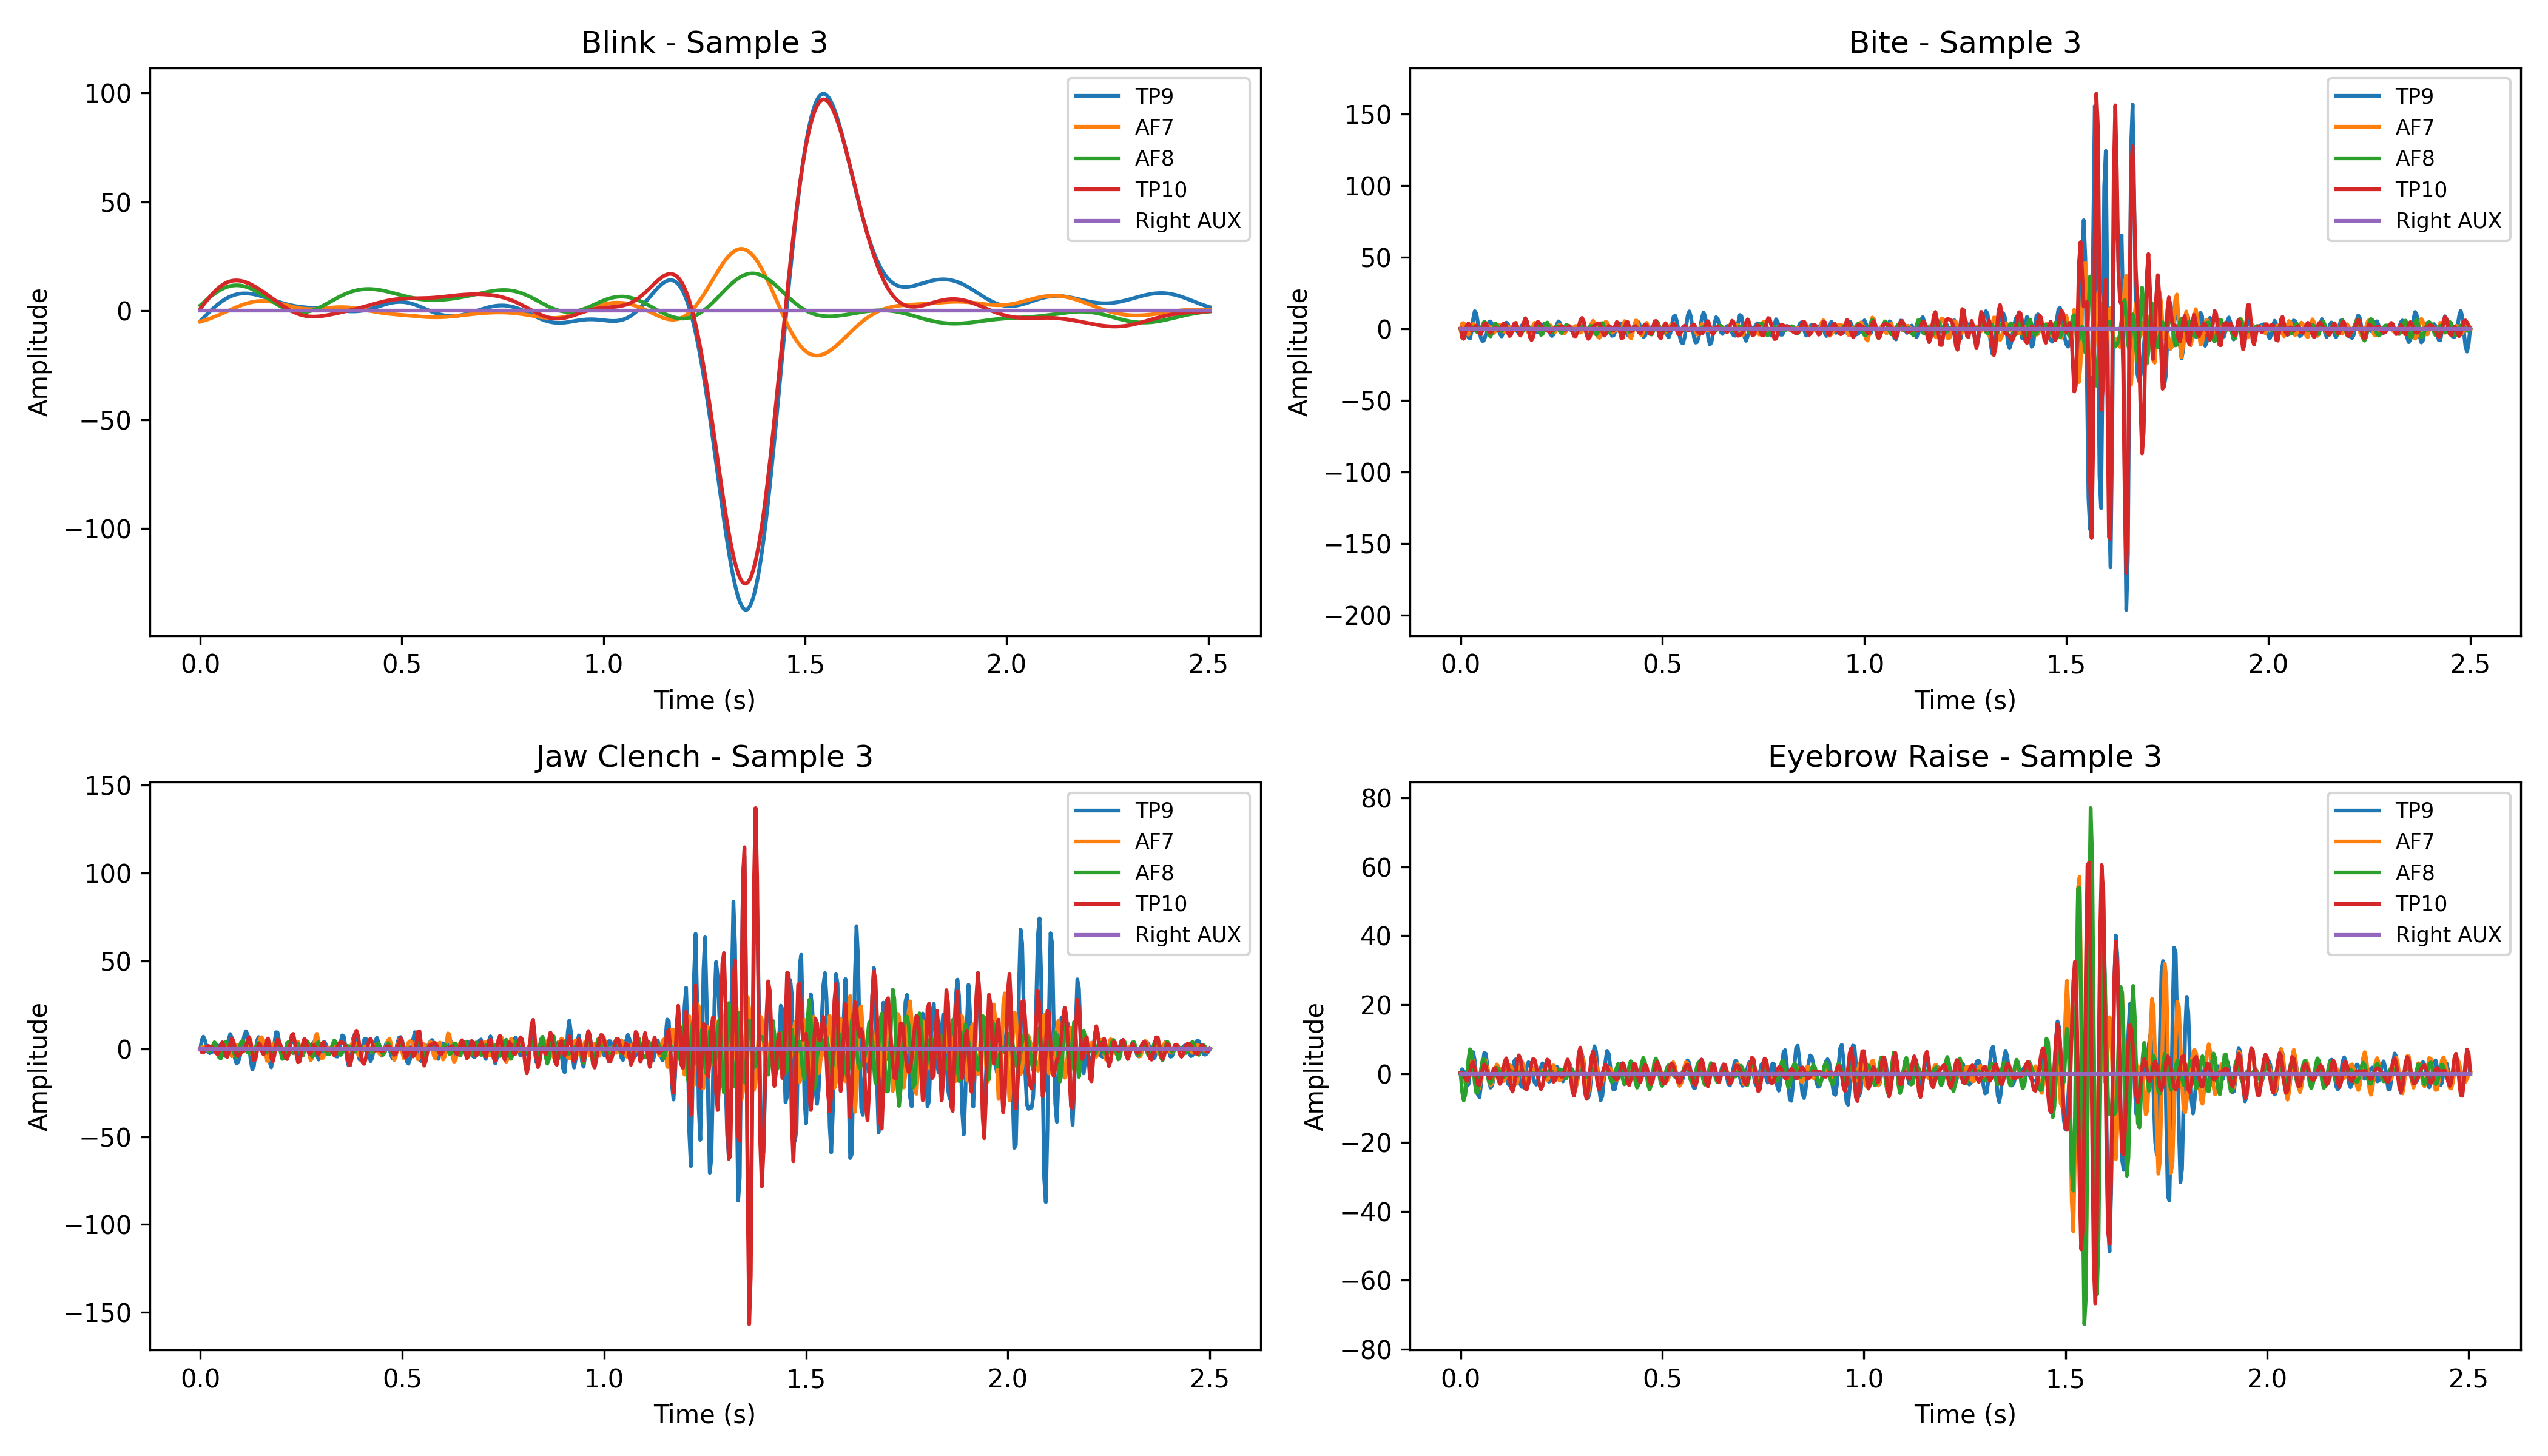 Blink - Sample 3
100
50
0
−50
−100
Amplitude
0.0 0.5 1.0 1.5 2.0 2.5
Time (s)
TP9
AF7
AF8
TP10
Right AUX
Bite - Sample 3
150
100
50
0
−50
−100
−150
−200
Amplitude
0.0 0.5 1.0 1.5 2.0 2.5
Time (s)
TP9
AF7
AF8
TP10
Right AUX
Jaw Clench - Sample 3
150
100
50
0
−50
−100
−150
Amplitude
0.0 0.5 1.0 1.5 2.0 2.5
Time (s)
TP9
AF7
AF8
TP10
Right AUX
Eyebrow Raise - Sample 3
80
60
40
20
0
−20
−40
−60
−80
Amplitude
0.0 0.5 1.0 1.5 2.0 2.5
Time (s)
TP9
AF7
AF8
TP10
Right AUX